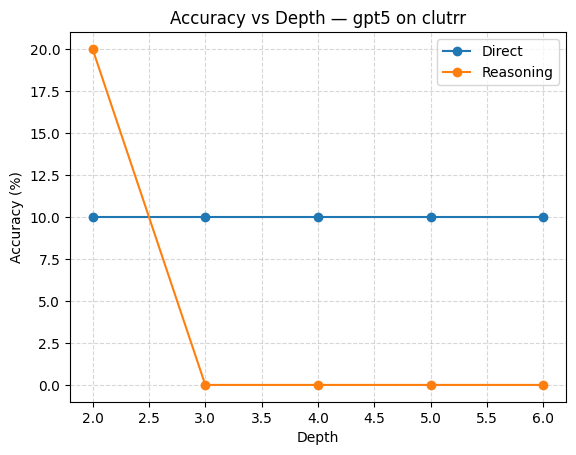 Accuracy vs Depth — gpt5 on clutrr
Direct
Reasoning
Accuracy (%)
20.0
17.5
15.0
12.5
10.0
7.5
5.0
2.5
0.0
2.0 2.5 3.0 3.5 4.0 4.5 5.0 5.5 6.0
Depth